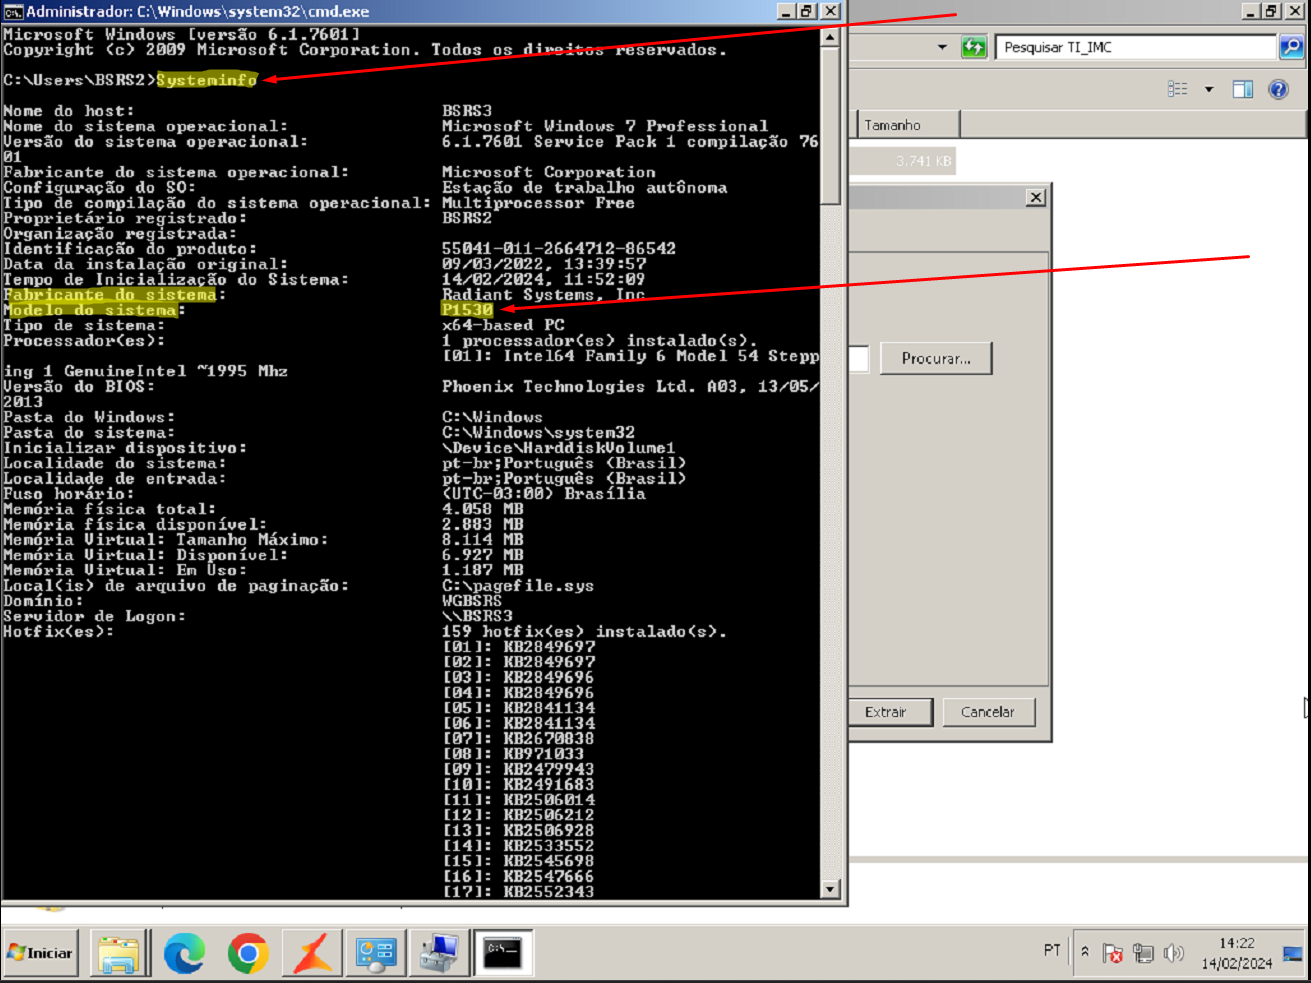 Administrador: C:\Windows\system32\cmd.exe
Microsoft Windows [versão 6.1.7601]
Copyright (c) 2009 Microsoft Corporation. Todos os direitos reservados.
C:\Users\BSRS2>Systeminfo
Nome do host: BSRS3
Nome do sistema operacional: Microsoft Windows 7 Professional
Versão do sistema operacional: 6.1.7601 Service Pack 1 compilação 76
01
Fabricante do sistema operacional: Microsoft Corporation
Configuração do SO: Estação de trabalho autônoma
Tipo de compilação do sistema operacional: Multiprocessor Free
Proprietário registrado: BSRS2
Organização registrada:
Identificação do produto: 55041-011-2664712-86542
Data da instalação original: 09/03/2022, 13:39:57
Tempo de Inicialização do Sistema: 14/02/2024, 11:52:09
Fabricante do sistema: Radiant Systems, Inc
Modelo do sistema: P1530
Tipo de sistema: x64-based PC
Processador(es): 1 processador(es) instalado(s).
[01]: Intel64 Family 6 Model 54 Stepp
ing 1 GenuineIntel ~1995 Mhz
Versão do BIOS: Phoenix Technologies Ltd. A03, 13/05/
2013
Pasta do Windows: C:\Windows
Pasta do sistema: C:\Windows\system32
Inicializar dispositivo: \Device\HarddiskVolume1
Localidade do sistema: pt-br;Português (Brasil)
Localidade de entrada: pt-br;Português (Brasil)
Fuso horário: (UTC-03:00) Brasília
Memória física total: 4.058 MB
Memória física disponível: 2.883 MB
Memória Virtual: Tamanho Máximo: 8.114 MB
Memória Virtual: Disponível: 6.927 MB
Memória Virtual: Em Uso: 1.187 MB
Local(is) de arquivo de paginação: C:\pagefile.sys
Domínio: WGBSRS
Servidor de Logon: \\BSRS3
Hotfix(es): 159 hotfix(es) instalado(s).
[01]: KB2849697
[02]: KB2849697
[03]: KB2849696
[04]: KB2849696
[05]: KB2841134
[06]: KB2841134
[07]: KB2670838
[08]: KB971033
[09]: KB2479943
[10]: KB2491683
[11]: KB2506014
[12]: KB2506212
[13]: KB2506928
[14]: KB2533552
[15]: KB2545698
[16]: KB2547666
[17]: KB2552343
Pesquisar TI_IMC
Tamanho
3.741 KB
Procurar...
Extrair
Cancelar
Iniciar
PT
14:22
14/02/2024